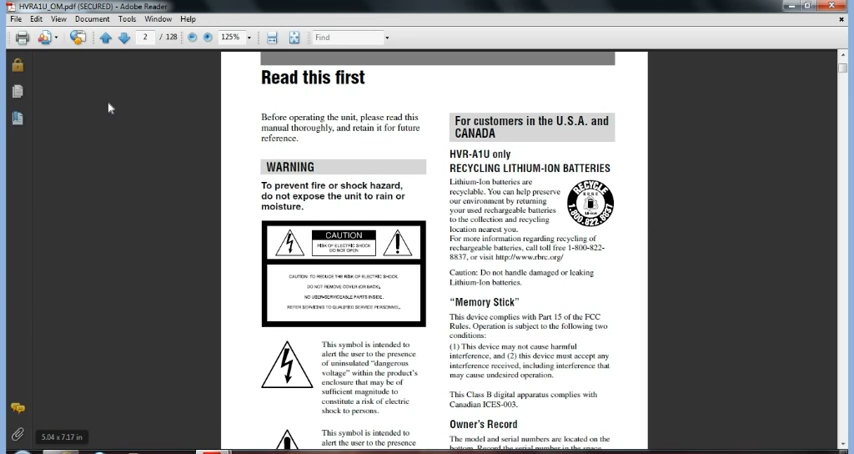 HVRA1U_OM.pdf (SECURED) - Adobe Reader
File Edit View Document Tools Window Help
2 / 128 125% Find
Read this first
Before operating the unit, please read this
manual thoroughly, and retain it for future
reference.
WARNING
To prevent fire or shock hazard,
do not expose the unit to rain or
moisture.
CAUTION
RISK OF ELECTRIC SHOCK
DO NOT OPEN
CAUTION: TO REDUCE THE RISK OF ELECTRIC SHOCK,
DO NOT REMOVE COVER (OR BACK).
NO USER-SERVICEABLE PARTS INSIDE.
REFER SERVICING TO QUALIFIED SERVICE PERSONNEL.
This symbol is intended to
alert the user to the presence
of uninsulated "dangerous
voltage" within the product's
enclosure that may be of
sufficient magnitude to
constitute a risk of electric
shock to persons.
This symbol is intended to
alert the user to the presence
For customers in the U.S.A. and
CANADA
HVR-A1U only
RECYCLING LITHIUM-ION BATTERIES
Lithium-Ion batteries are
recyclable. You can help preserve
our environment by returning
your used rechargeable batteries
to the collection and recycling
location nearest you.
RECYCLE
1.800.822.8837
For more information regarding recycling of
rechargeable batteries, call toll free 1-800-822-
8837, or visit http://www.rbrc.org/
Caution: Do not handle damaged or leaking
Lithium-Ion batteries.
“Memory Stick”
This device complies with Part 15 of the FCC
Rules. Operation is subject to the following two
conditions:
(1) This device may not cause harmful
interference, and (2) this device must accept any
interference received, including interference that
may cause undesired operation.
This Class B digital apparatus complies with
Canadian ICES-003.
Owner's Record
The model and serial numbers are located on the
bottom. Record the serial number in the space
5.04 x 7.17 in